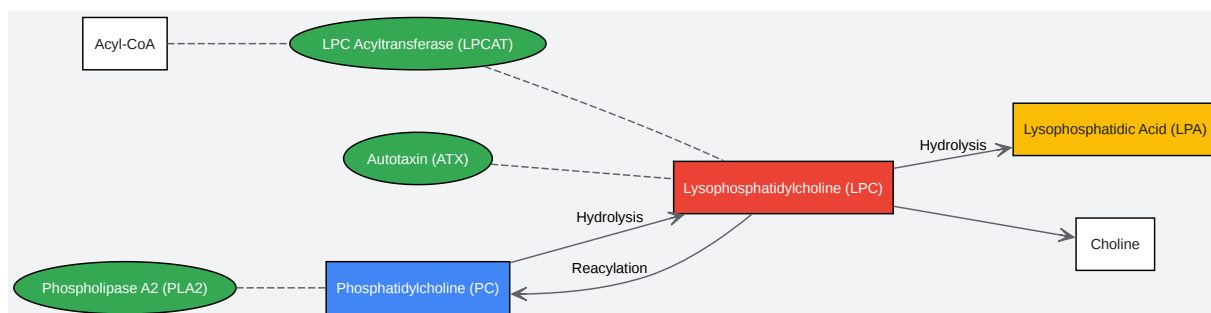 Acyl-CoA
LPC Acyltransferase (LPCAT)
Lysophosphatidic Acid (LPA)
Hydrolysis
Autotaxin (ATX)
Lysophosphatidylcholine (LPC)
Hydrolysis
Choline
Reacylation
Phospholipase A2 (PLA2)
Phosphatidylcholine (PC)